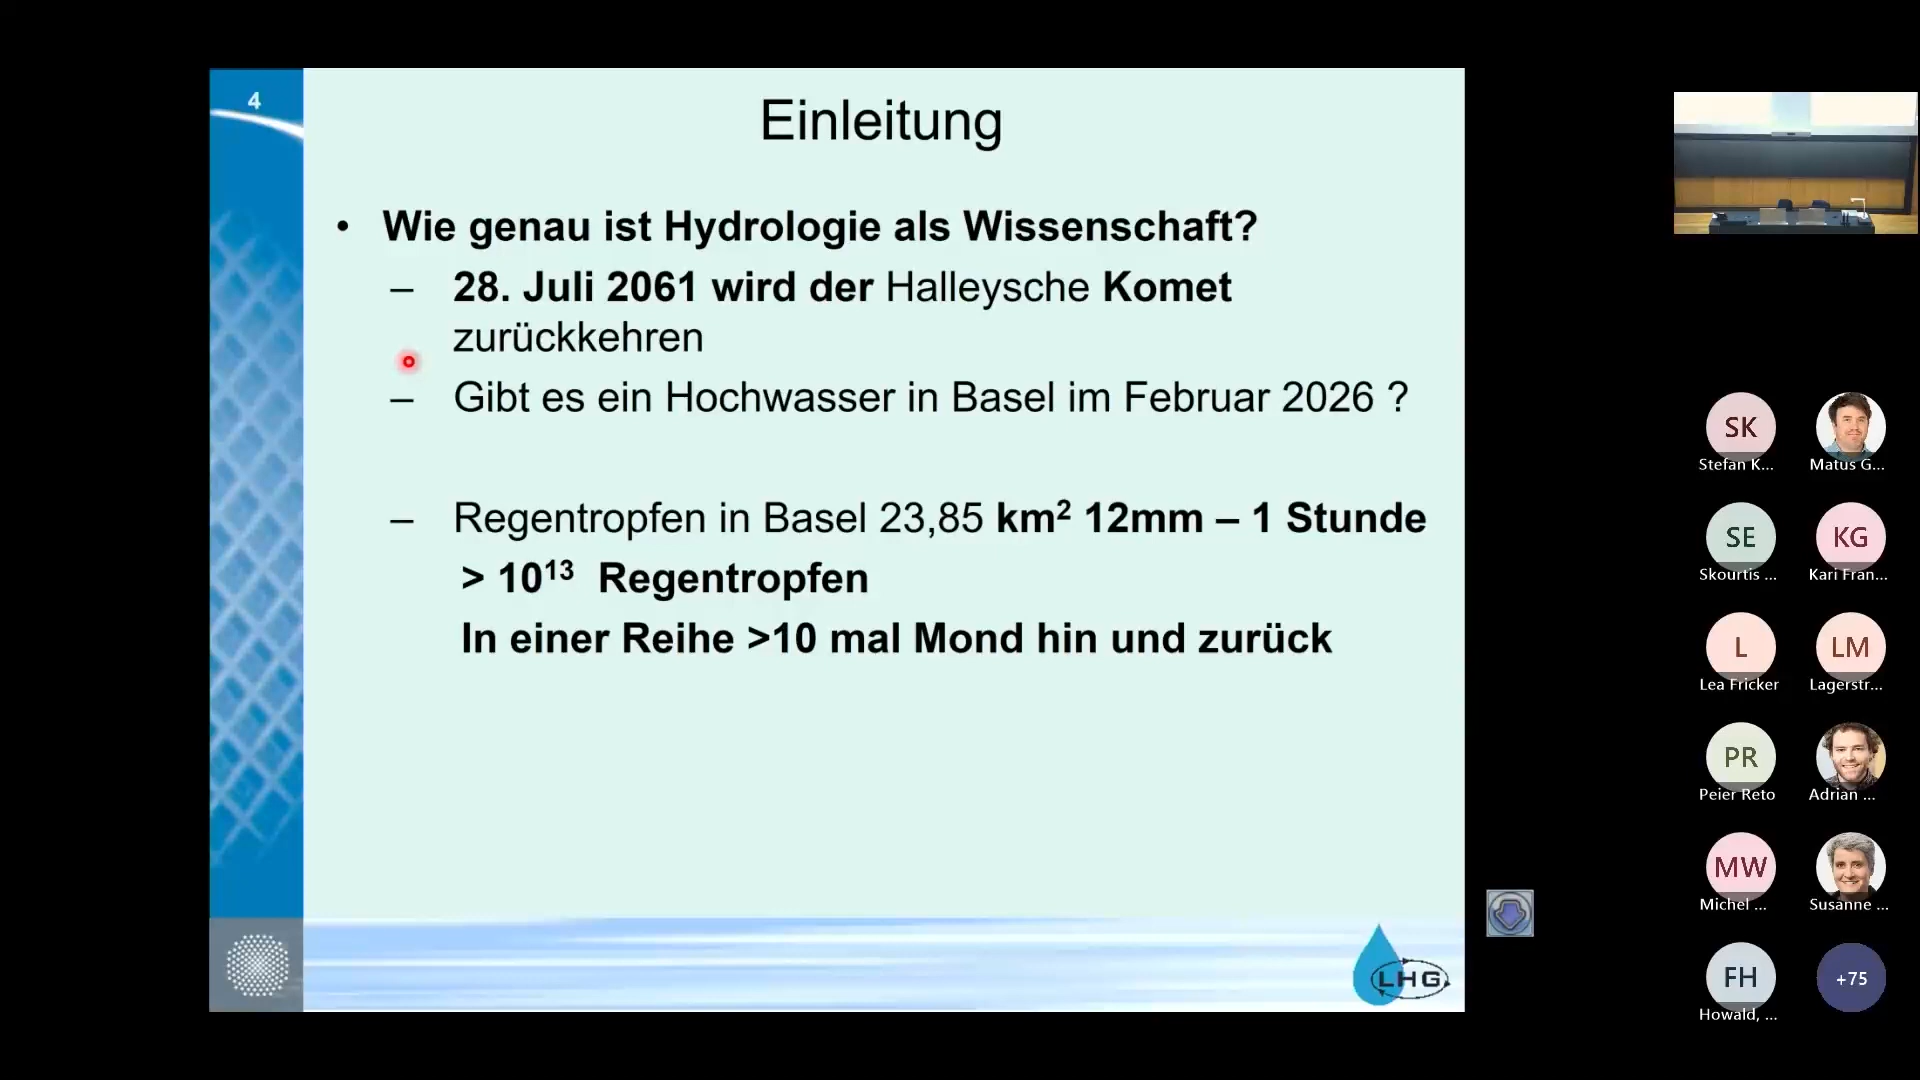 4
Einleitung
• Wie genau ist Hydrologie als Wissenschaft?
– 28. Juli 2061 wird der Halleysche Komet
zurückkehren
– Gibt es ein Hochwasser in Basel im Februar 2026 ?
– Regentropfen in Basel 23,85 km² 12mm – 1 Stunde
> 10¹³ Regentropfen
In einer Reihe >10 mal Mond hin und zurück
LHG
SK
Stefan K...
Matus G...
SE
Skourtis ...
KG
Kari Fran...
L
Lea Fricker
LM
Lagerstr...
PR
Peier Reto
Adrian ...
MW
Michel ...
Susanne ...
FH
Howald, ...
+75